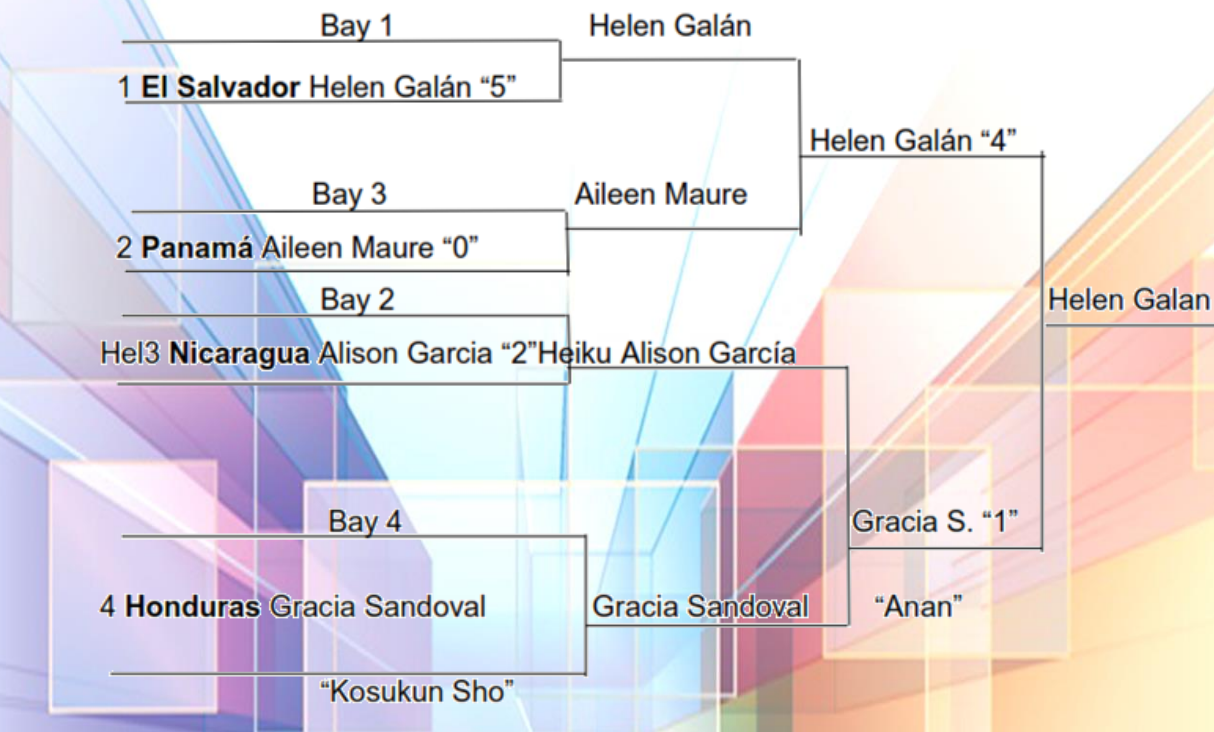 Bay 1
Helen Galán
1 El Salvador Helen Galán “5”
Helen Galán “4”
Bay 3
Aileen Maure
2 Panamá Aileen Maure “0”
Bay 2
Helen Galan
Hel3 Nicaragua Alison Garcia “2”Heiku Alison García
Bay 4
Gracia S. “1”
4 Honduras Gracia Sandoval
Gracia Sandoval
“Anan”
“Kosukun Sho”